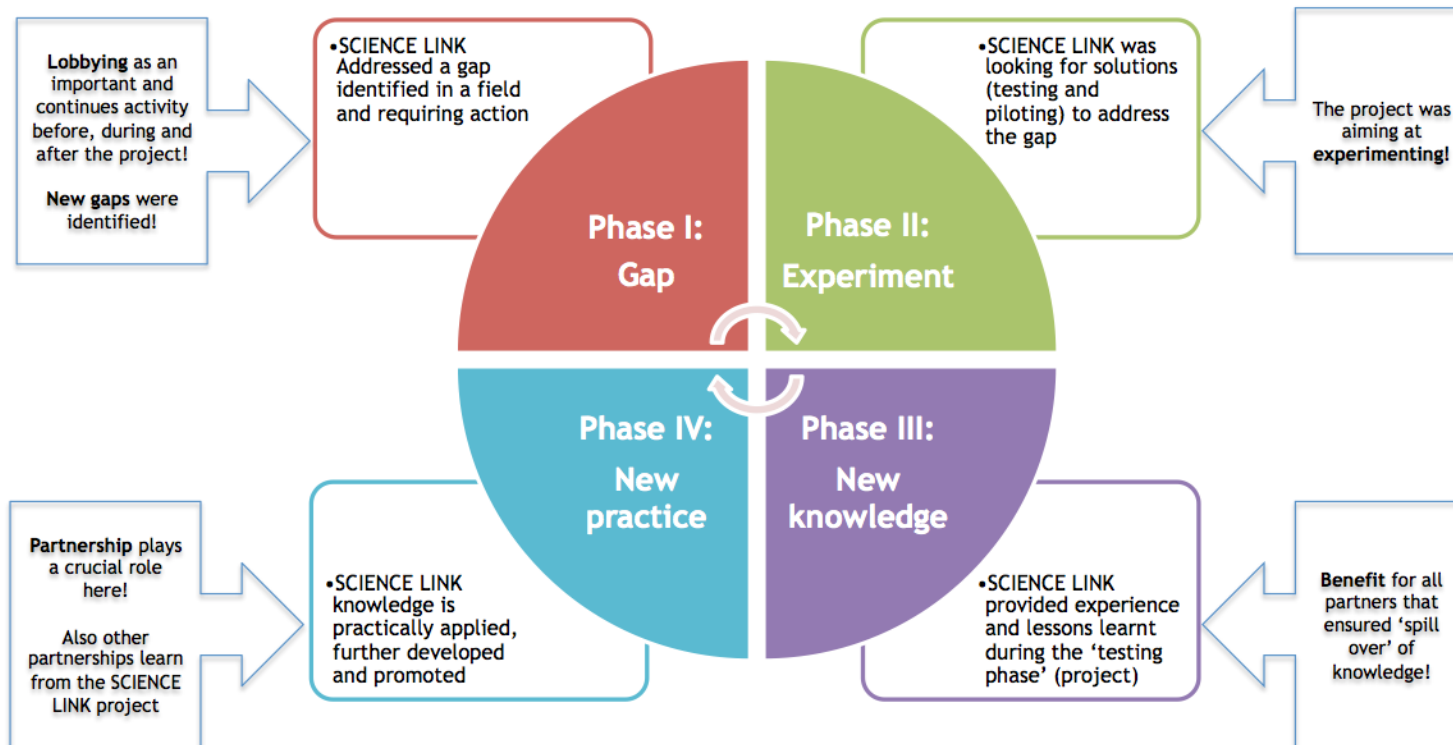 Lobbying as an
important and
continues activity
before, during and
after the project!
New gaps were
identified!
•SCIENCE LINK
Addressed a gap
identified in a field
and requiring action
Phase I:
Gap
•SCIENCE LINK was
looking for solutions
(testing and
piloting) to address
the gap
Phase II:
Experiment
The project was
aiming at
experimenting!
Partnership plays
a crucial role
here!
Also other
partnerships learn
from the SCIENCE
LINK project
•SCIENCE LINK
knowledge is
practically applied,
further developed
and promoted
Phase IV:
New
practice
Phase III:
New
knowledge
•SCIENCE LINK
provided experience
and lessons learnt
during the ‘testing
phase’ (project)
Benefit for all
partners that
ensured ‘spill
over’ of
knowledge!